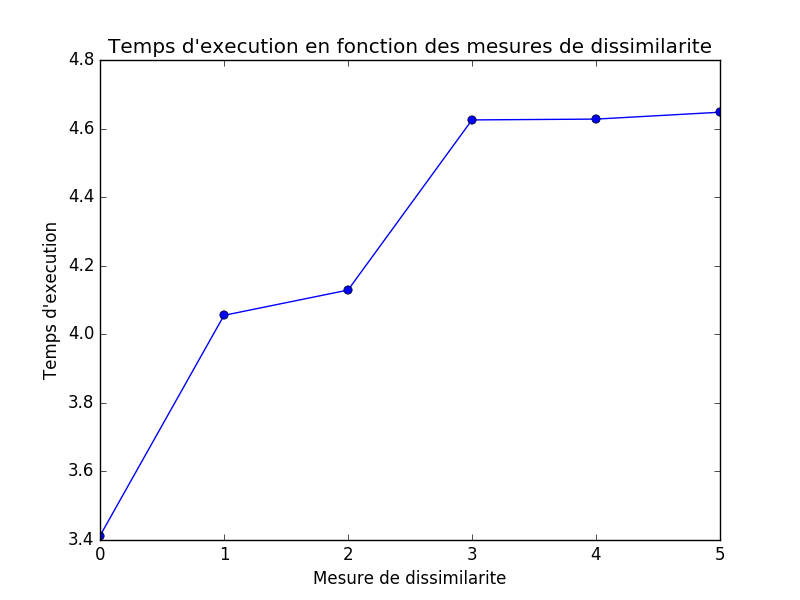 Temps d'execution en fonction des mesures de dissimilarite
4.8
4.6
4.4
4.2
4.0
3.8
3.6
3.4
Temps d'execution
0 1 2 3 4 5
Mesure de dissimilarite